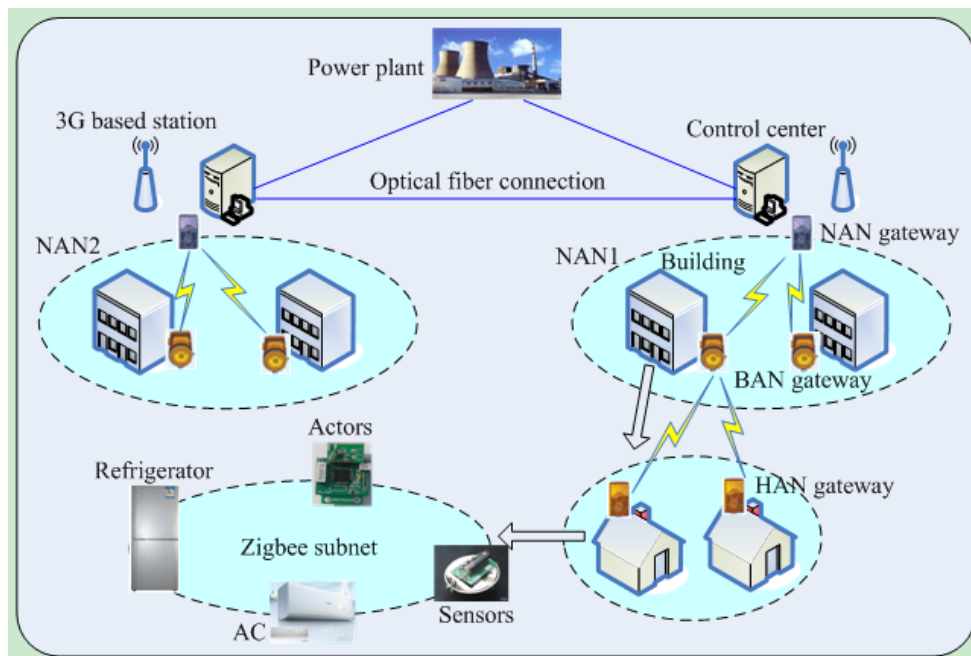 Power plant
3G based station
Control center
Optical fiber connection
NAN2
NAN1
NAN gateway
Building
BAN gateway
Actors
Refrigerator
HAN gateway
Zigbee subnet
AC
Sensors